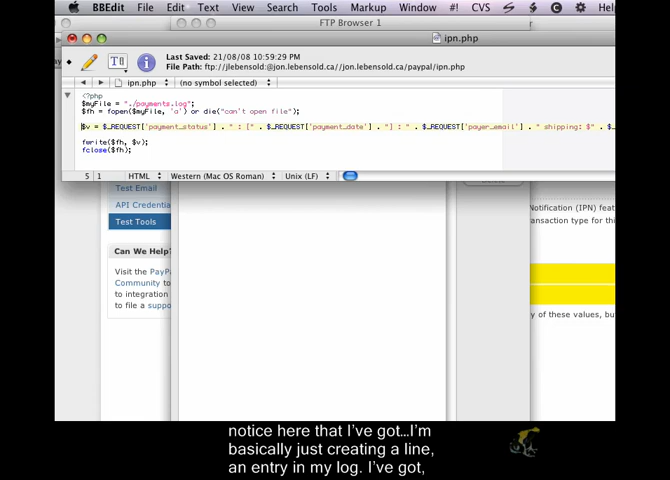 BBEdit File Edit Text View Search Tools Markup Window #! CVS Help
FTP Browser 1
ipn.php
Last Saved: 21/08/08 10:59:29 PM
File Path: ftp://jlebensold:@jon.lebensold.ca//jon.lebensold.ca/paypal/ipn.php
ipn.php (no symbol selected)
<?php
$myFile = "./payments.log";
$fh = fopen($myFile, 'a') or die("can't open file");
$v = $_REQUEST['payment_status'] . " : [" . $_REQUEST['payment_date'] . "] : " . $_REQUEST['payer_email'] . " shipping: $" . $_
fwrite($fh, $v);
fclose($fh);
5 1 HTML Western (Mac OS Roman) Unix (LF)
Test Email
API Credentia
Test Tools
Notification (IPN) feat
ansaction type for thi
Can We Help?
Visit the PayP
Community to
to integration
to file a suppo
y of these values, bu
notice here that I've got…I'm
basically just creating a line,
an entry in my log. I've got,